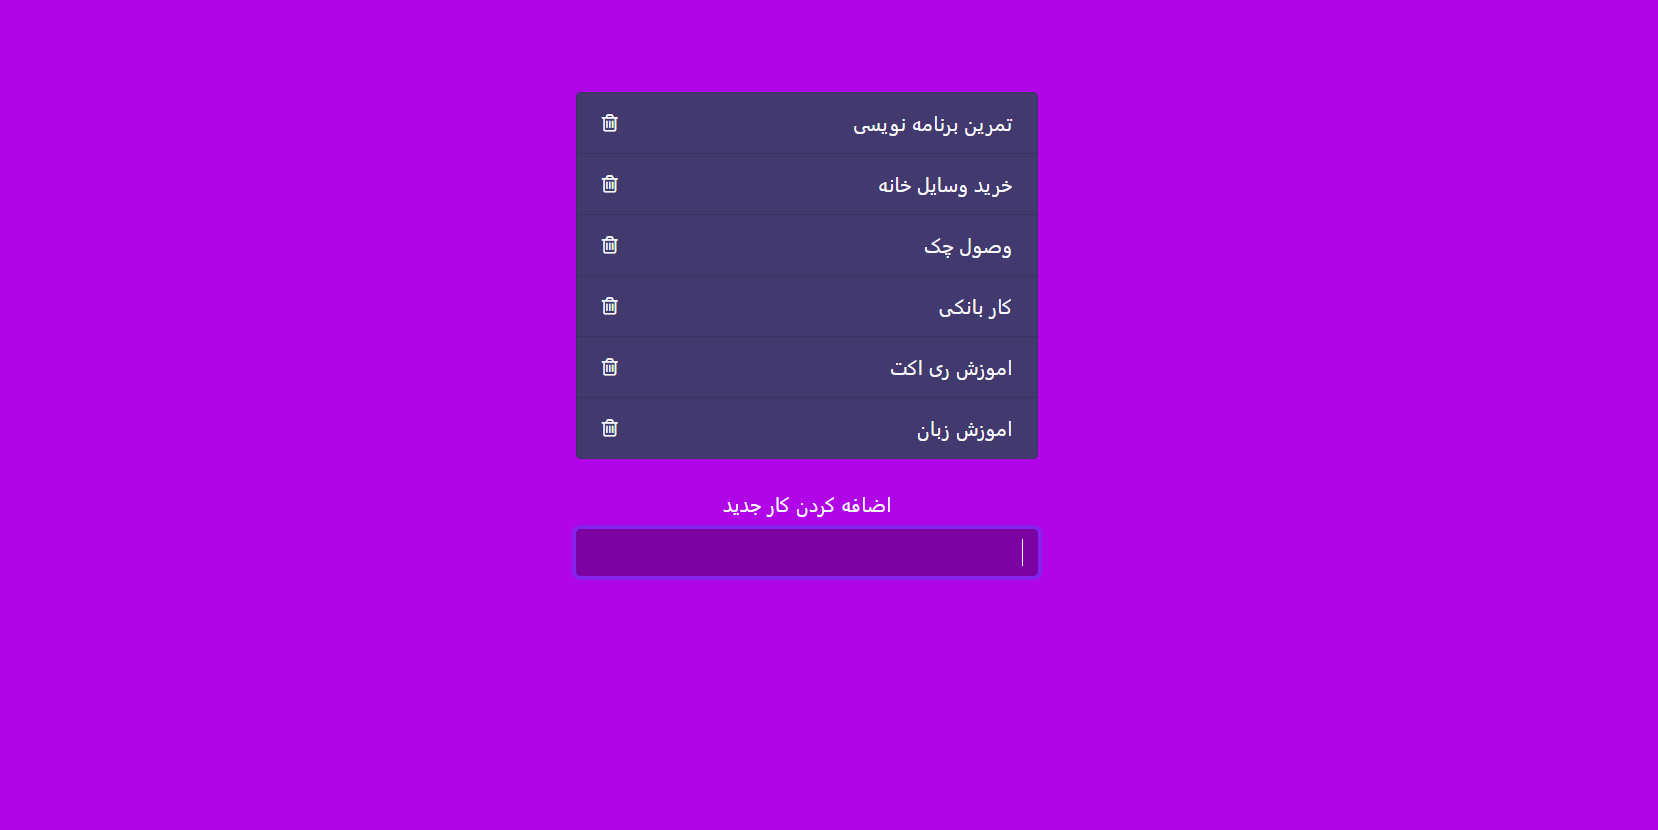 تمرین برنامه نویسی
خرید وسایل خانه
وصول چک
کار بانکی
اموزش ری اکت
اموزش زبان
اضافه کردن کار جدید